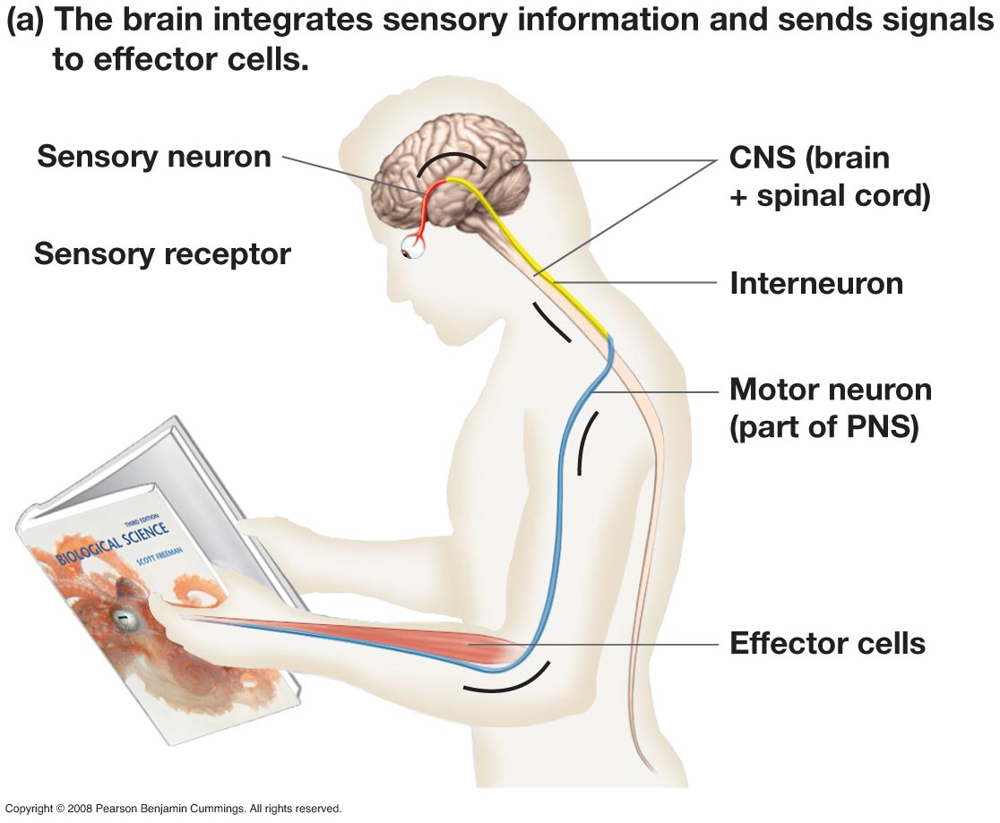 (a) The brain integrates sensory information and sends signals
to effector cells.
Sensory neuron
CNS (brain
+ spinal cord)
Sensory receptor
Interneuron
Motor neuron
(part of PNS)
THIRD EDITION
BIOLOGICAL SCIENCE
SCOTT FREEMAN
Effector cells
Copyright © 2008 Pearson Benjamin Cummings. All rights reserved.